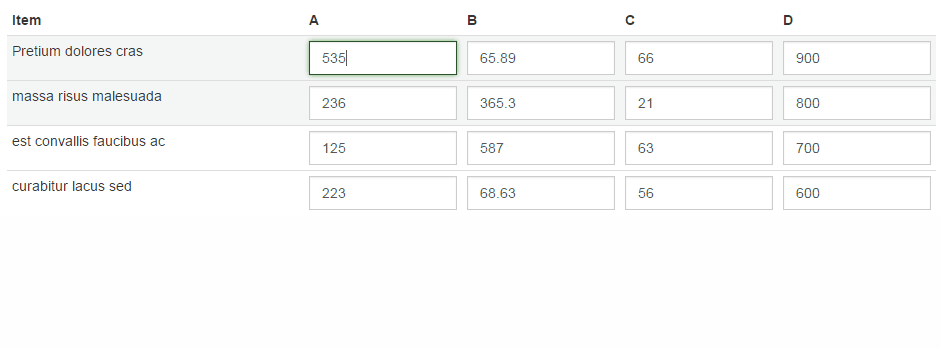 Item A B C D
Pretium dolores cras 535 65.89 66 900
massa risus malesuada 236 365.3 21 800
est convallis faucibus ac 125 587 63 700
curabitur lacus sed 223 68.63 56 600